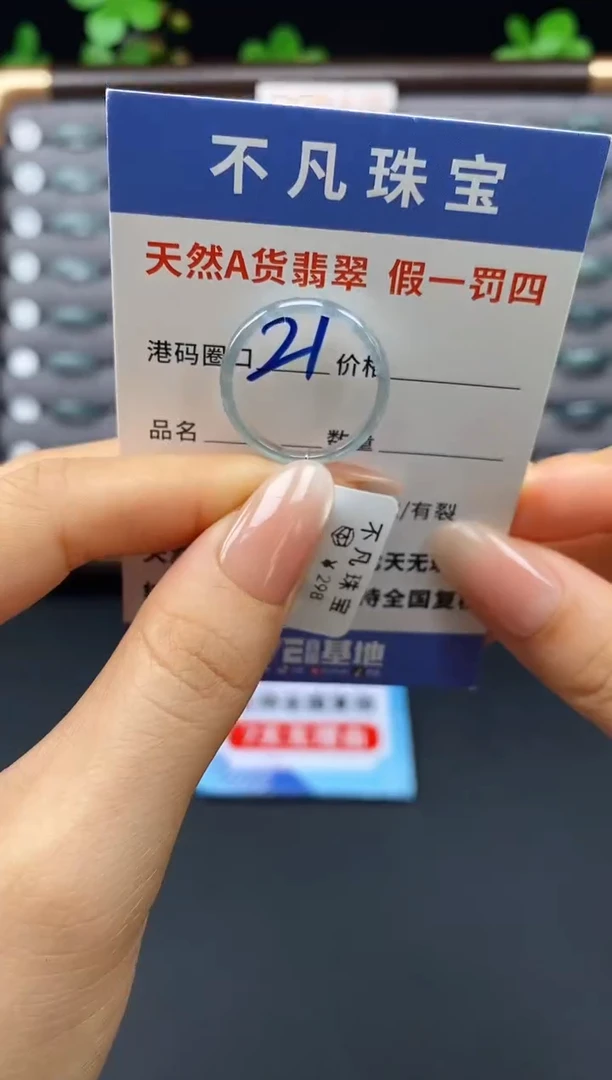 不凡珠宝
天然A货翡翠 假一罚四
港码圈口 21 价格
品名 数量
/有裂
天无
持全国复
基地
不凡珠宝
¥ 298